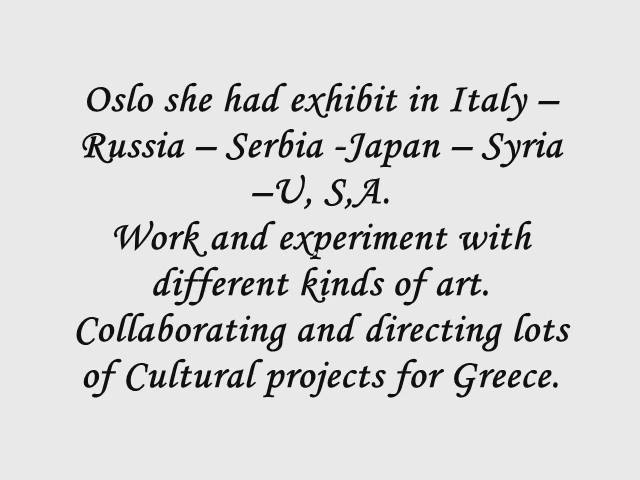 Oslo she had exhibit in Italy –
Russia – Serbia -Japan – Syria
–U, S,A.
Work and experiment with
different kinds of art.
Collaborating and directing lots
of Cultural projects for Greece.